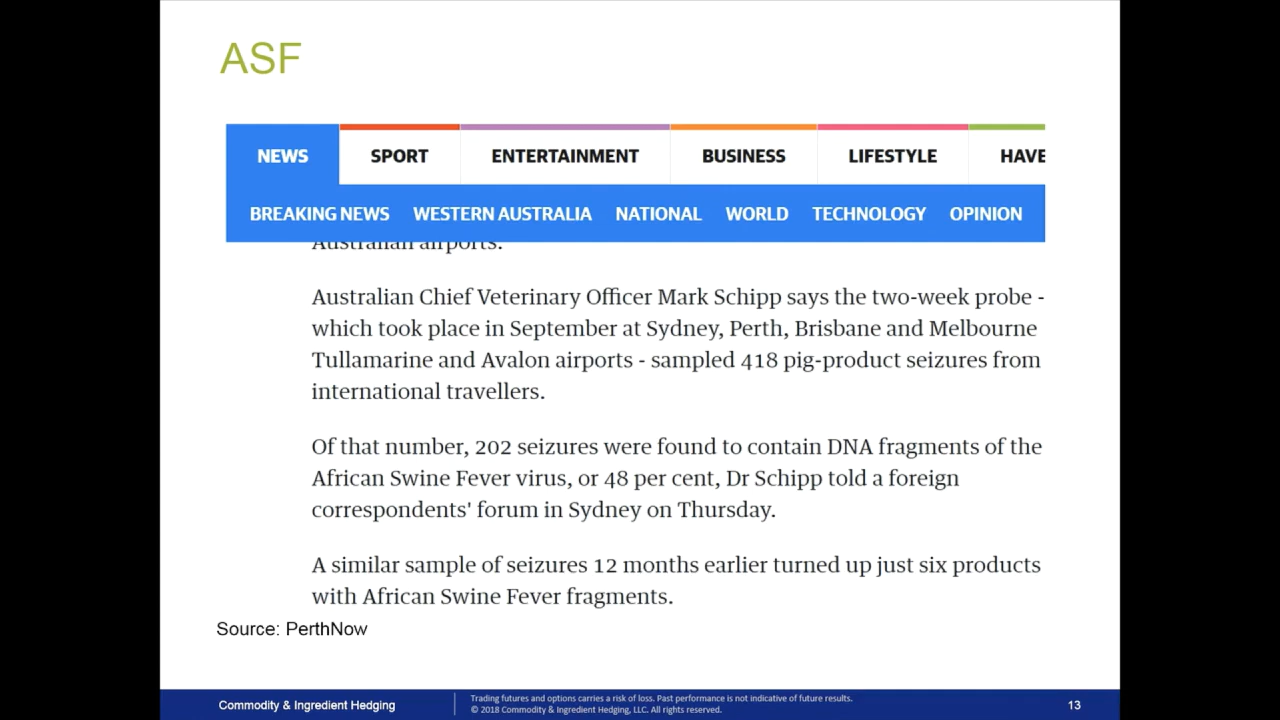 ASF
NEWS SPORT ENTERTAINMENT BUSINESS LIFESTYLE HAVE
BREAKING NEWS WESTERN AUSTRALIA NATIONAL WORLD TECHNOLOGY OPINION
Australian airports.
Australian Chief Veterinary Officer Mark Schipp says the two-week probe -
which took place in September at Sydney, Perth, Brisbane and Melbourne
Tullamarine and Avalon airports - sampled 418 pig-product seizures from
international travellers.
Of that number, 202 seizures were found to contain DNA fragments of the
African Swine Fever virus, or 48 per cent, Dr Schipp told a foreign
correspondents' forum in Sydney on Thursday.
A similar sample of seizures 12 months earlier turned up just six products
with African Swine Fever fragments.
Source: PerthNow
Commodity & Ingredient Hedging
Trading futures and options carries a risk of loss. Past performance is not indicative of future results.
© 2018 Commodity & Ingredient Hedging, LLC. All rights reserved.
13